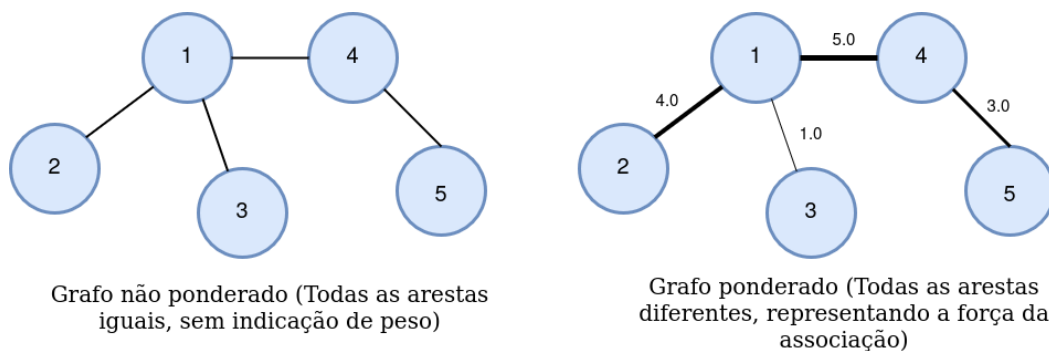 1
4
2
3
5
Grafo não ponderado (Todas as arestas
iguais, sem indicação de peso)
5.0
1
4
4.0
3.0
1.0
2
3
5
Grafo ponderado (Todas as arestas
diferentes, representando a força da
associação)